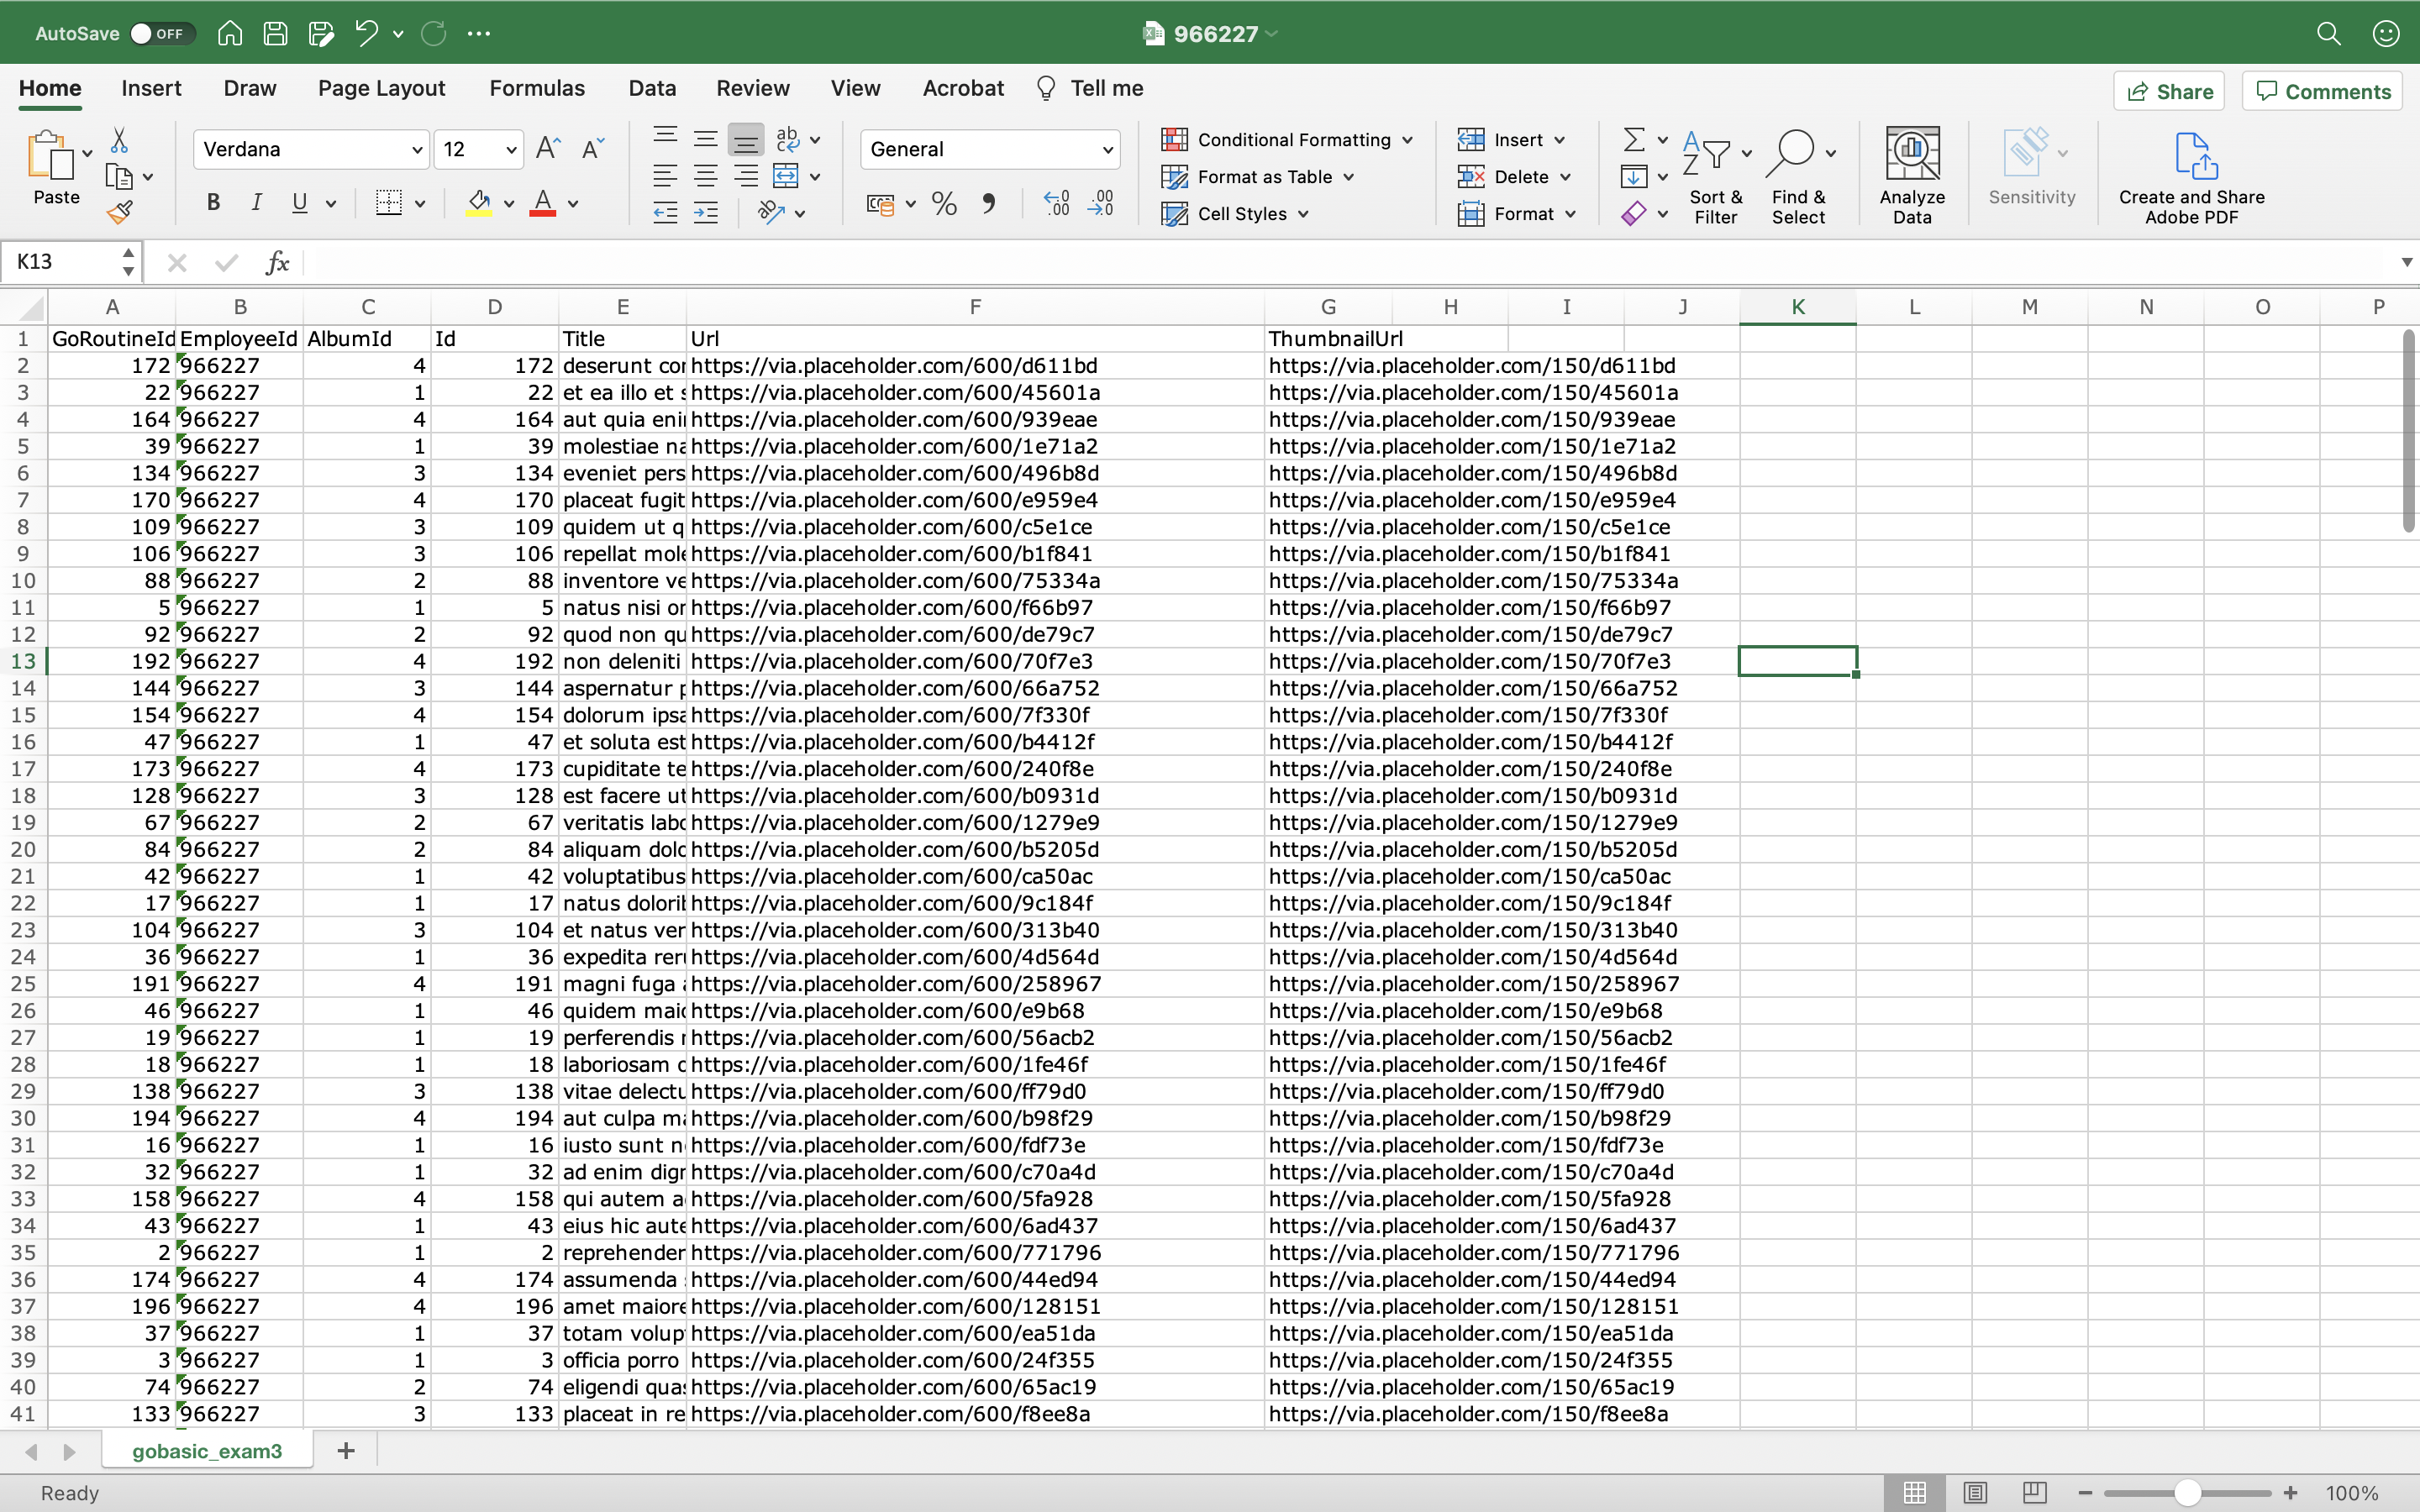 AutoSave OFF 966227
Home Insert Draw Page Layout Formulas Data Review View Acrobat Tell me Share Comments
Paste Verdana 12 General Conditional Formatting Format as Table Cell Styles Insert Delete Format Sort & Filter Find & Select Analyze Data Sensitivity Create and Share Adobe PDF
K13 fx
A B C D E F G H I J K L M N O P
1 GoRoutineId EmployeeId AlbumId Id Title Url ThumbnailUrl
2 172 966227 4 172 deserunt cor https://via.placeholder.com/600/d611bd https://via.placeholder.com/150/d611bd
3 22 966227 1 22 et ea illo et s https://via.placeholder.com/600/45601a https://via.placeholder.com/150/45601a
4 164 966227 4 164 aut quia eni https://via.placeholder.com/600/939eae https://via.placeholder.com/150/939eae
5 39 966227 1 39 molestiae na https://via.placeholder.com/600/1e71a2 https://via.placeholder.com/150/1e71a2
6 134 966227 3 134 eveniet pers https://via.placeholder.com/600/496b8d https://via.placeholder.com/150/496b8d
7 170 966227 4 170 placeat fugit https://via.placeholder.com/600/e959e4 https://via.placeholder.com/150/e959e4
8 109 966227 3 109 quidem ut q https://via.placeholder.com/600/c5e1ce https://via.placeholder.com/150/c5e1ce
9 106 966227 3 106 repellat mole https://via.placeholder.com/600/b1f841 https://via.placeholder.com/150/b1f841
10 88 966227 2 88 inventore ve https://via.placeholder.com/600/75334a https://via.placeholder.com/150/75334a
11 5 966227 1 5 natus nisi or https://via.placeholder.com/600/f66b97 https://via.placeholder.com/150/f66b97
12 92 966227 2 92 quod non qu https://via.placeholder.com/600/de79c7 https://via.placeholder.com/150/de79c7
13 192 966227 4 192 non deleniti https://via.placeholder.com/600/70f7e3 https://via.placeholder.com/150/70f7e3
14 144 966227 3 144 aspernatur p https://via.placeholder.com/600/66a752 https://via.placeholder.com/150/66a752
15 154 966227 4 154 dolorum ipsa https://via.placeholder.com/600/7f330f https://via.placeholder.com/150/7f330f
16 47 966227 1 47 et soluta est https://via.placeholder.com/600/b4412f https://via.placeholder.com/150/b4412f
17 173 966227 4 173 cupiditate te https://via.placeholder.com/600/240f8e https://via.placeholder.com/150/240f8e
18 128 966227 3 128 est facere ut https://via.placeholder.com/600/b0931d https://via.placeholder.com/150/b0931d
19 67 966227 2 67 veritatis labo https://via.placeholder.com/600/1279e9 https://via.placeholder.com/150/1279e9
20 84 966227 2 84 aliquam dolo https://via.placeholder.com/600/b5205d https://via.placeholder.com/150/b5205d
21 42 966227 1 42 voluptatibus https://via.placeholder.com/600/ca50ac https://via.placeholder.com/150/ca50ac
22 17 966227 1 17 natus dolorib https://via.placeholder.com/600/9c184f https://via.placeholder.com/150/9c184f
23 104 966227 3 104 et natus ver https://via.placeholder.com/600/313b40 https://via.placeholder.com/150/313b40
24 36 966227 1 36 expedita rer https://via.placeholder.com/600/4d564d https://via.placeholder.com/150/4d564d
25 191 966227 4 191 magni fuga a https://via.placeholder.com/600/258967 https://via.placeholder.com/150/258967
26 46 966227 1 46 quidem maio https://via.placeholder.com/600/e9b68 https://via.placeholder.com/150/e9b68
27 19 966227 1 19 perferendis r https://via.placeholder.com/600/56acb2 https://via.placeholder.com/150/56acb2
28 18 966227 1 18 laboriosam o https://via.placeholder.com/600/1fe46f https://via.placeholder.com/150/1fe46f
29 138 966227 3 138 vitae delectu https://via.placeholder.com/600/ff79d0 https://via.placeholder.com/150/ff79d0
30 194 966227 4 194 aut culpa ma https://via.placeholder.com/600/b98f29 https://via.placeholder.com/150/b98f29
31 16 966227 1 16 iusto sunt n https://via.placeholder.com/600/fdf73e https://via.placeholder.com/150/fdf73e
32 32 966227 1 32 ad enim dign https://via.placeholder.com/600/c70a4d https://via.placeholder.com/150/c70a4d
33 158 966227 4 158 qui autem a https://via.placeholder.com/600/5fa928 https://via.placeholder.com/150/5fa928
34 43 966227 1 43 eius hic aute https://via.placeholder.com/600/6ad437 https://via.placeholder.com/150/6ad437
35 2 966227 1 2 reprehender https://via.placeholder.com/600/771796 https://via.placeholder.com/150/771796
36 174 966227 4 174 assumenda https://via.placeholder.com/600/44ed94 https://via.placeholder.com/150/44ed94
37 196 966227 4 196 amet maiore https://via.placeholder.com/600/128151 https://via.placeholder.com/150/128151
38 37 966227 1 37 totam volup https://via.placeholder.com/600/ea51da https://via.placeholder.com/150/ea51da
39 3 966227 1 3 officia porro https://via.placeholder.com/600/24f355 https://via.placeholder.com/150/24f355
40 74 966227 2 74 eligendi quas https://via.placeholder.com/600/65ac19 https://via.placeholder.com/150/65ac19
41 133 966227 3 133 placeat in re https://via.placeholder.com/600/f8ee8a https://via.placeholder.com/150/f8ee8a
gobasic_exam3
Ready 100%